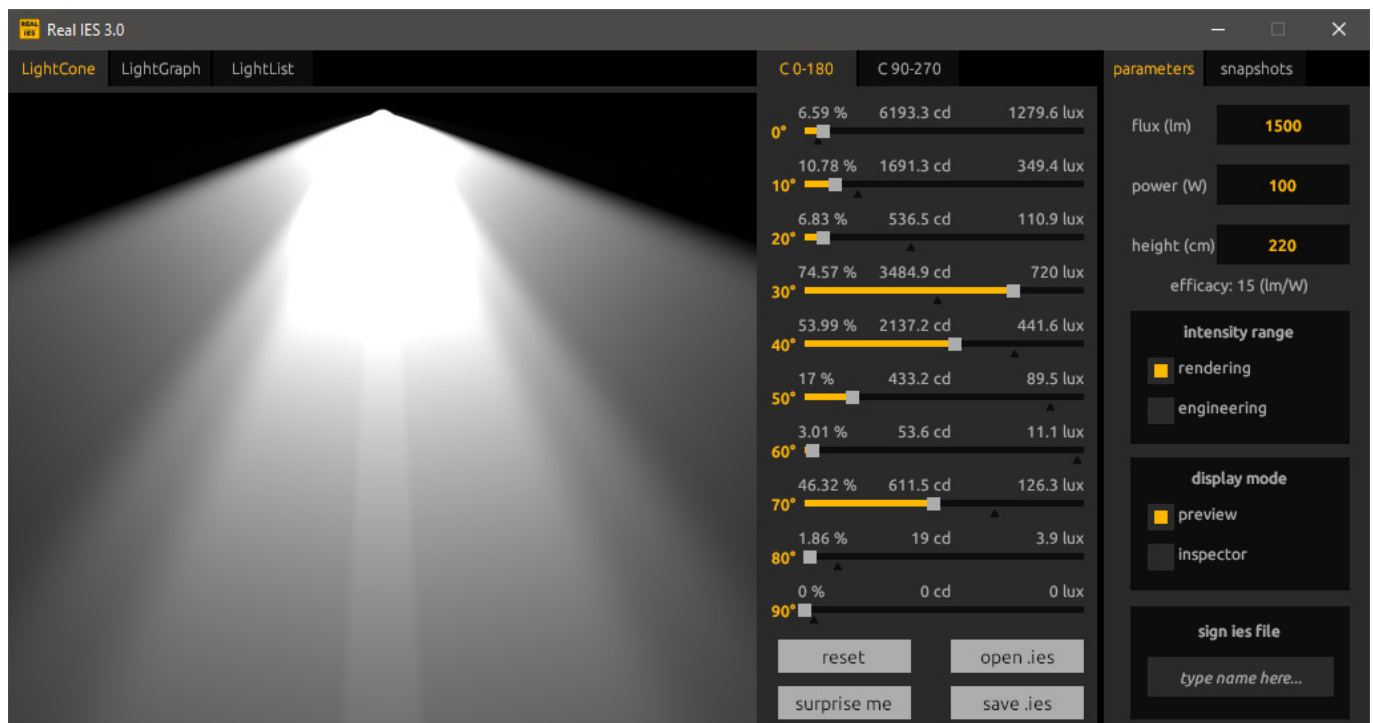 REAL IES Real IES 3.0
LightCone LightGraph LightList C 0-180 C 90-270 parameters snapshots
6.59 % 6193.3 cd 1279.6 lux
0°
10.78 % 1691.3 cd 349.4 lux
10°
6.83 % 536.5 cd 110.9 lux
20°
74.57 % 3484.9 cd 720 lux
30°
53.99 % 2137.2 cd 441.6 lux
40°
17 % 433.2 cd 89.5 lux
50°
3.01 % 53.6 cd 11.1 lux
60°
46.32 % 611.5 cd 126.3 lux
70°
1.86 % 19 cd 3.9 lux
80°
0 % 0 cd 0 lux
90°
reset open .ies
surprise me save .ies
flux (lm) 1500
power (W) 100
height (cm) 220
efficacy: 15 (lm/W)
intensity range
rendering
engineering
display mode
preview
inspector
sign ies file
type name here...